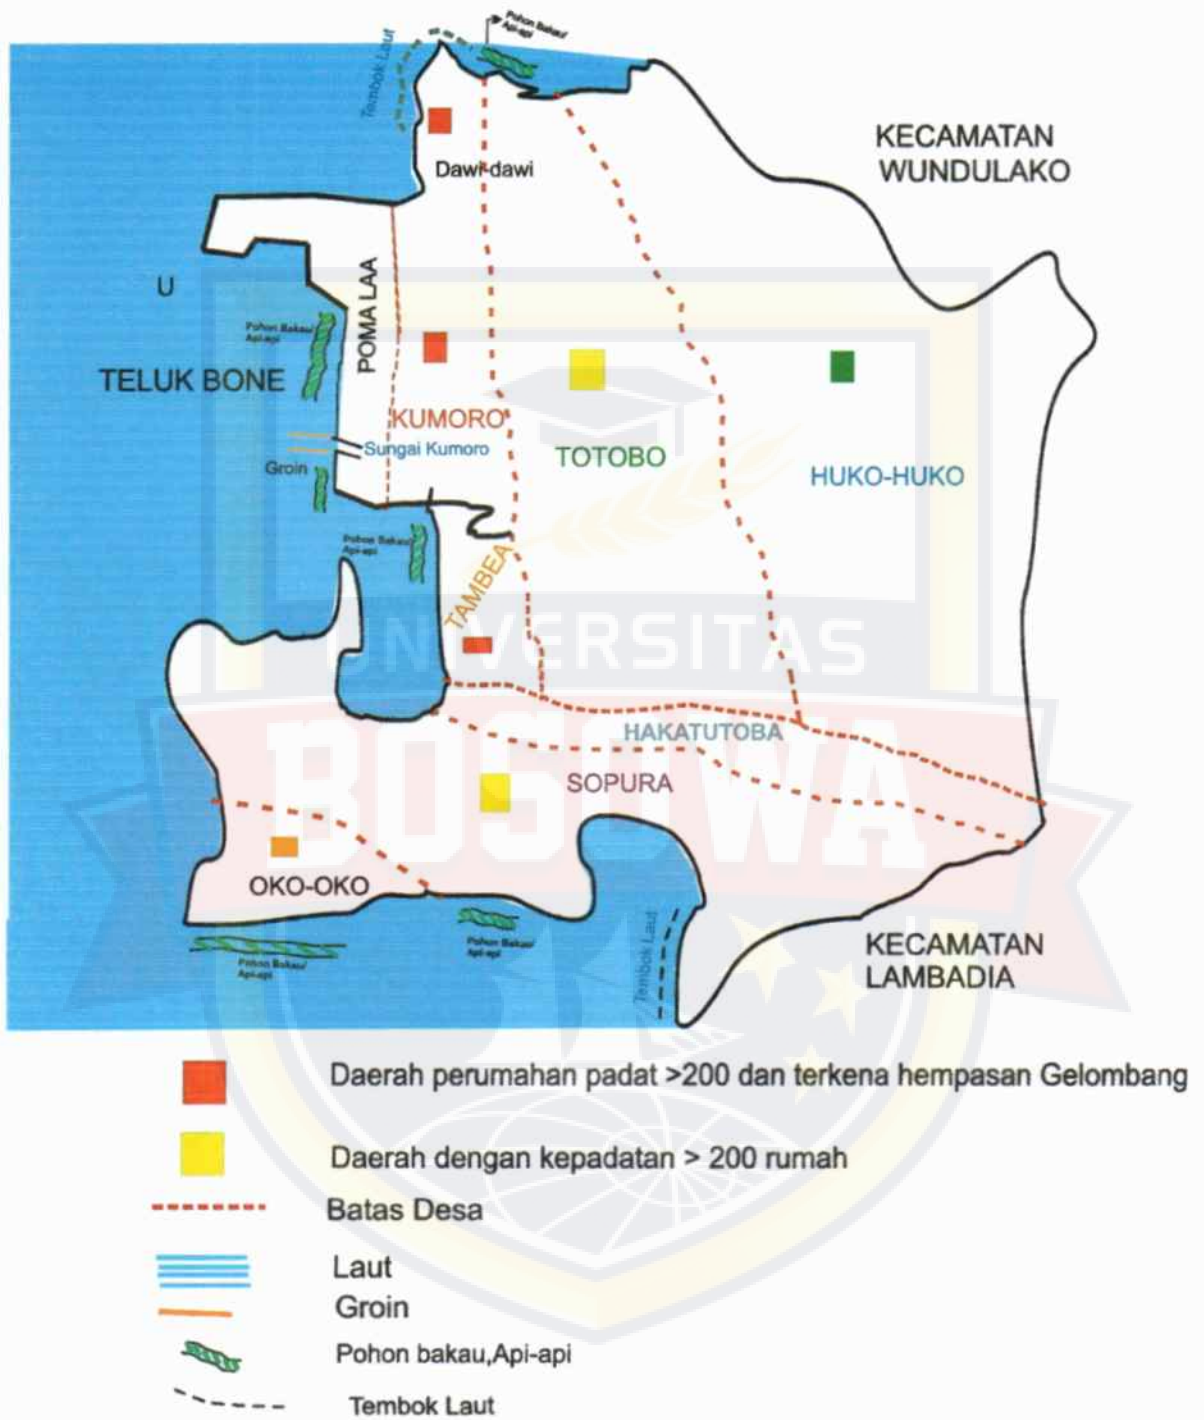 Pohon Bakau/
Api-api
Tembok Laut
KECAMATAN
WUNDULAKO
Dawi-dawi
U
POMA LAA
Pohon Bakau/
Api-api
TELUK BONE
KUMORO
Sungai Kumoro
TOTOBO
Groin
HUKO-HUKO
Pohon Bakau/
Api-api
TAMBEA
UNIVERSITAS
BOSOWA
HAKATUTOBA
SOPURA
OKO-OKO
Pohon Bakau/
Api-api
Pohon Bakau/
Api-api
Tembok Laut
KECAMATAN
LAMBADIA
Daerah perumahan padat >200 dan terkena hempasan Gelombang
Daerah dengan kepadatan > 200 rumah
Batas Desa
Laut
Groin
Pohon bakau,Api-api
Tembok Laut